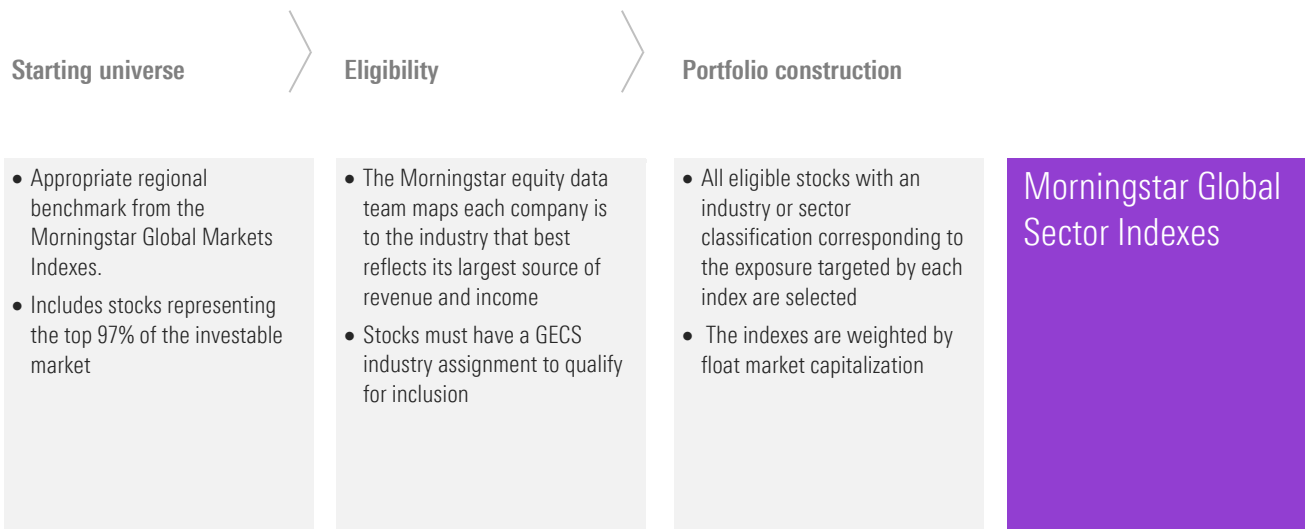 Starting universe
Eligibility
Portfolio construction
• Appropriate regional
benchmark from the
Morningstar Global Markets
Indexes.
• Includes stocks representing
the top 97% of the investable
market
• The Morningstar equity data
team maps each company is
to the industry that best
reflects its largest source of
revenue and income
• Stocks must have a GECS
industry assignment to qualify
for inclusion
• All eligible stocks with an
industry or sector
classification corresponding to
the exposure targeted by each
index are selected
• The indexes are weighted by
float market capitalization
Morningstar Global
Sector Indexes